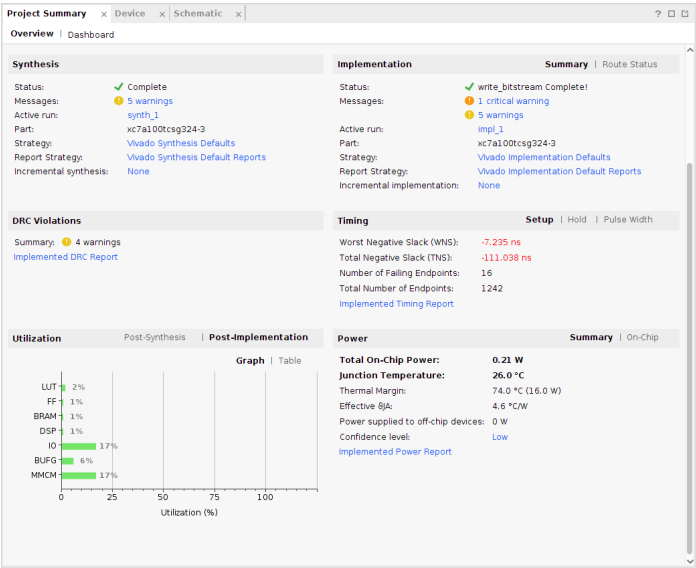 Project Summary × Device × Schematic × ?
Overview | Dashboard
Synthesis
Status: Complete
Messages: 5 warnings
Active run: synth_1
Part: xc7a100tcsg324-3
Strategy: Vivado Synthesis Defaults
Report Strategy: Vivado Synthesis Default Reports
Incremental synthesis: None
Implementation Summary | Route Status
Status: write_bitstream Complete!
Messages: 1 critical warning
5 warnings
Active run: impl_1
Part: xc7a100tcsg324-3
Strategy: Vivado Implementation Defaults
Report Strategy: Vivado Implementation Default Reports
Incremental implementation: None
DRC Violations
Summary: 4 warnings
Implemented DRC Report
Timing Setup | Hold | Pulse Width
Worst Negative Slack (WNS): -7.235 ns
Total Negative Slack (TNS): -111.038 ns
Number of Failing Endpoints: 16
Total Number of Endpoints: 1242
Implemented Timing Report
Utilization Post-Synthesis | Post-Implementation
Graph | Table
LUT 2%
FF 1%
BRAM 1%
DSP 1%
IO 17%
BUFG 6%
MMCM 17%
0 25 50 75 100
Utilization (%)
Power Summary | On-Chip
Total On-Chip Power: 0.21 W
Junction Temperature: 26.0 °C
Thermal Margin: 74.0 °C (16.0 W)
Effective ϑJA: 4.6 °C/W
Power supplied to off-chip devices: 0 W
Confidence level: Low
Implemented Power Report